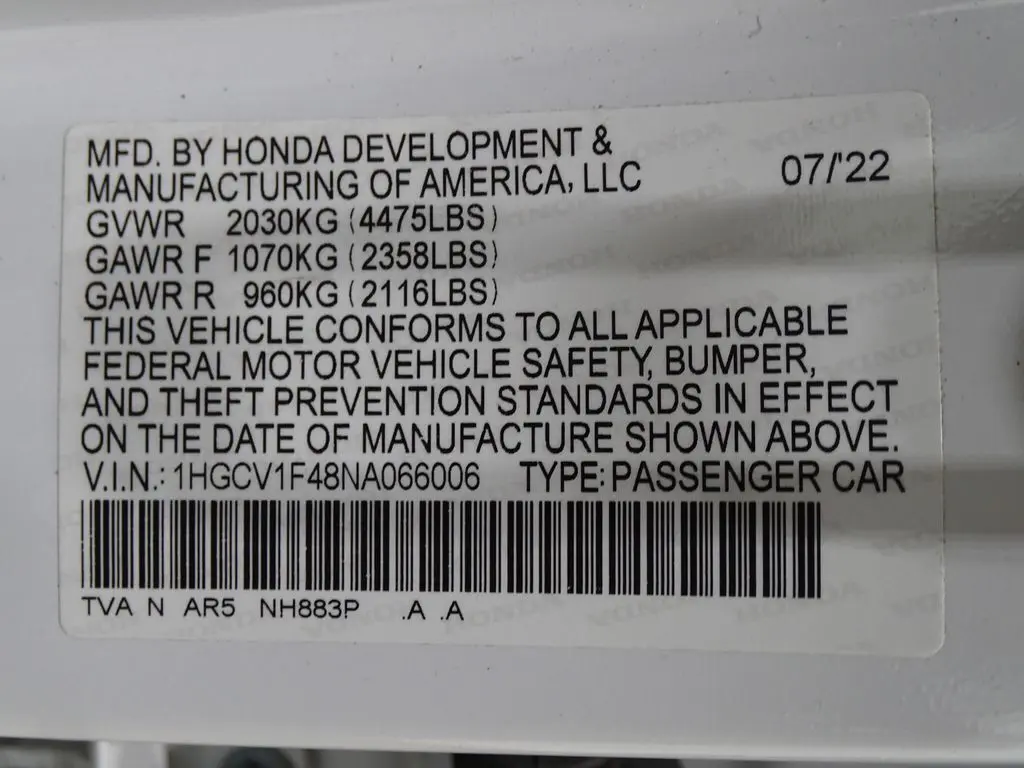 MFD. BY HONDA DEVELOPMENT &
MANUFACTURING OF AMERICA, LLC 07/'22
GVWR 2030KG (4475LBS)
GAWR F 1070KG (2358LBS)
GAWR R 960KG (2116LBS)
THIS VEHICLE CONFORMS TO ALL APPLICABLE
FEDERAL MOTOR VEHICLE SAFETY, BUMPER,
AND THEFT PREVENTION STANDARDS IN EFFECT
ON THE DATE OF MANUFACTURE SHOWN ABOVE.
V.I.N.: 1HGCV1F48NA066006 TYPE: PASSENGER CAR
TVA N AR5 NH883P .A .A